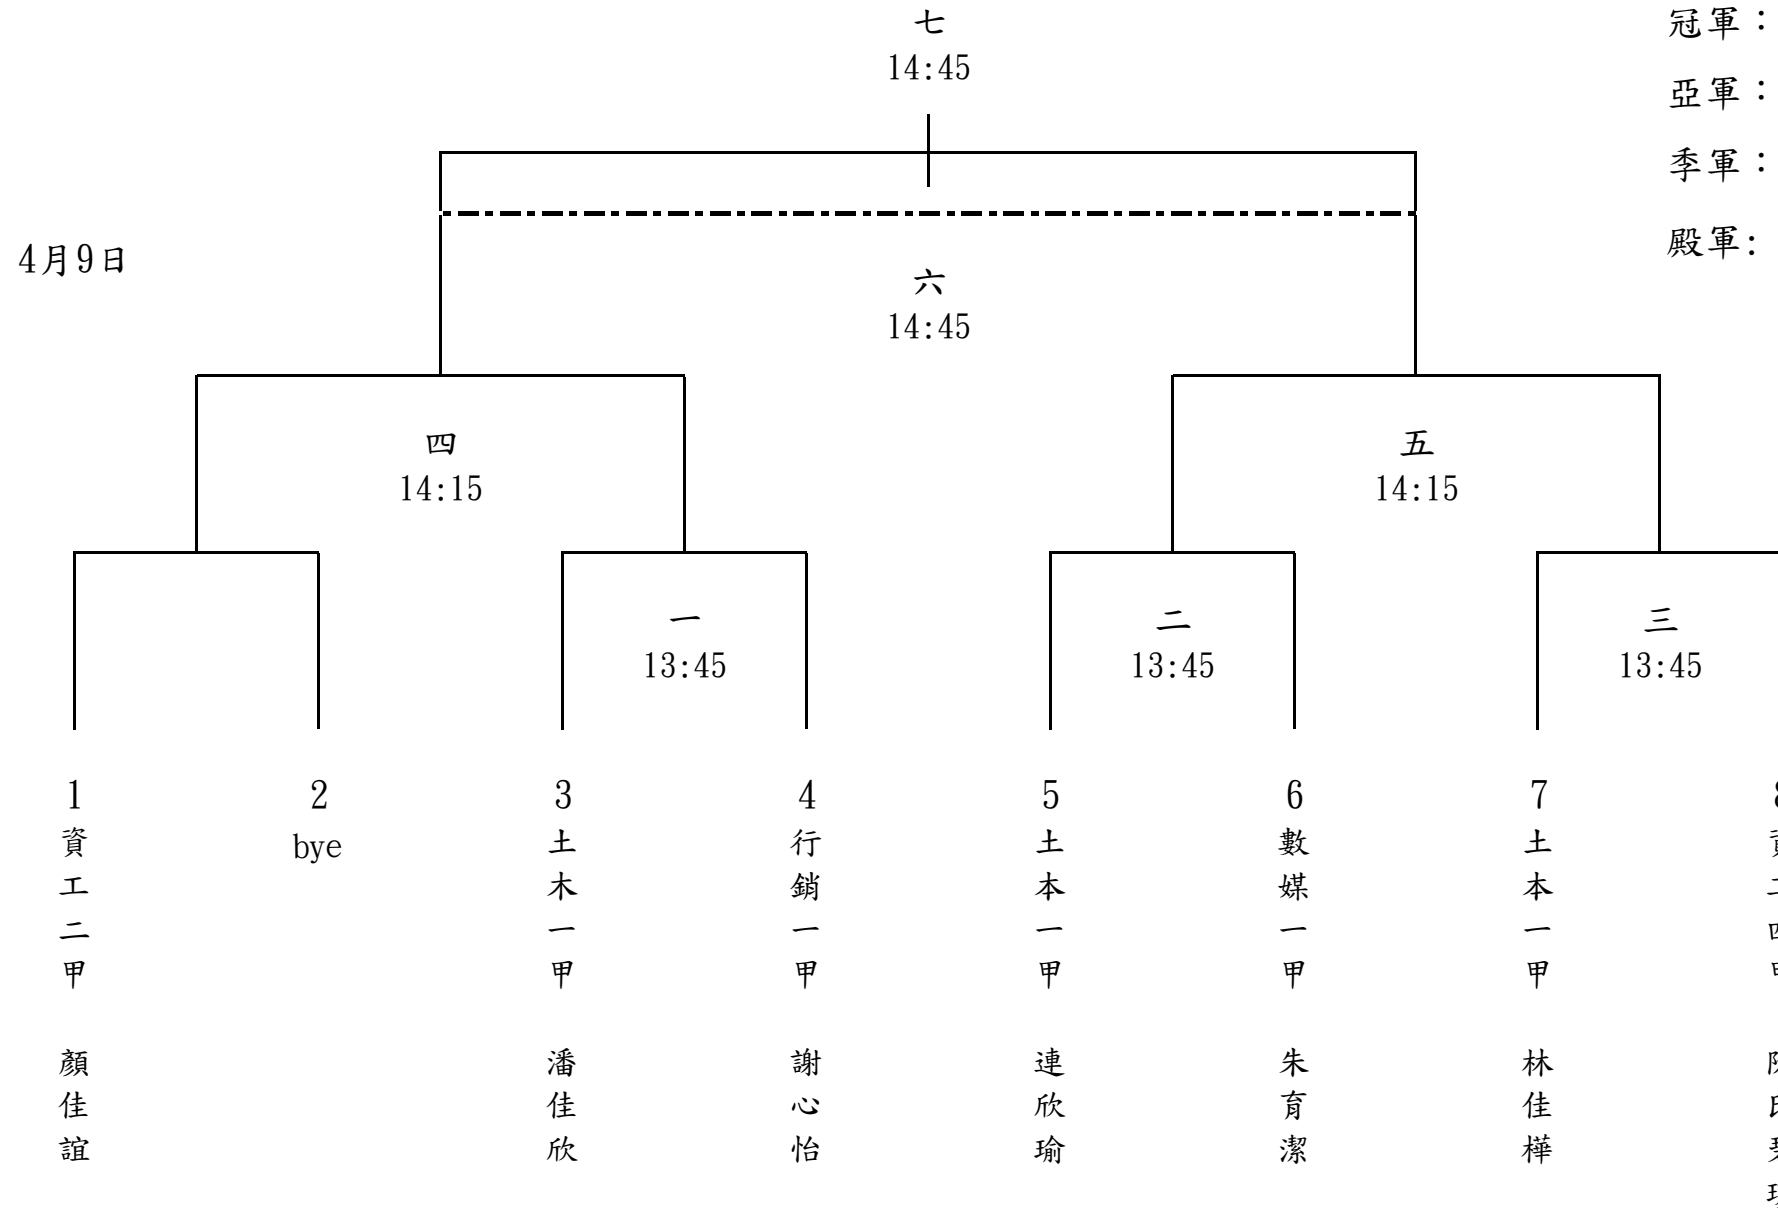 七
14:45
冠軍：
亞軍：
季軍：
殿軍:
4月9日
六
14:45
四
14:15
五
14:15
一
13:45
二
13:45
三
13:45
1
資工二甲
顏佳誼
2
bye
3
土木一甲
潘佳欣
4
行銷一甲
謝心怡
5
土本一甲
連欣瑜
6
數媒一甲
朱育潔
7
土本一甲
林佳樺